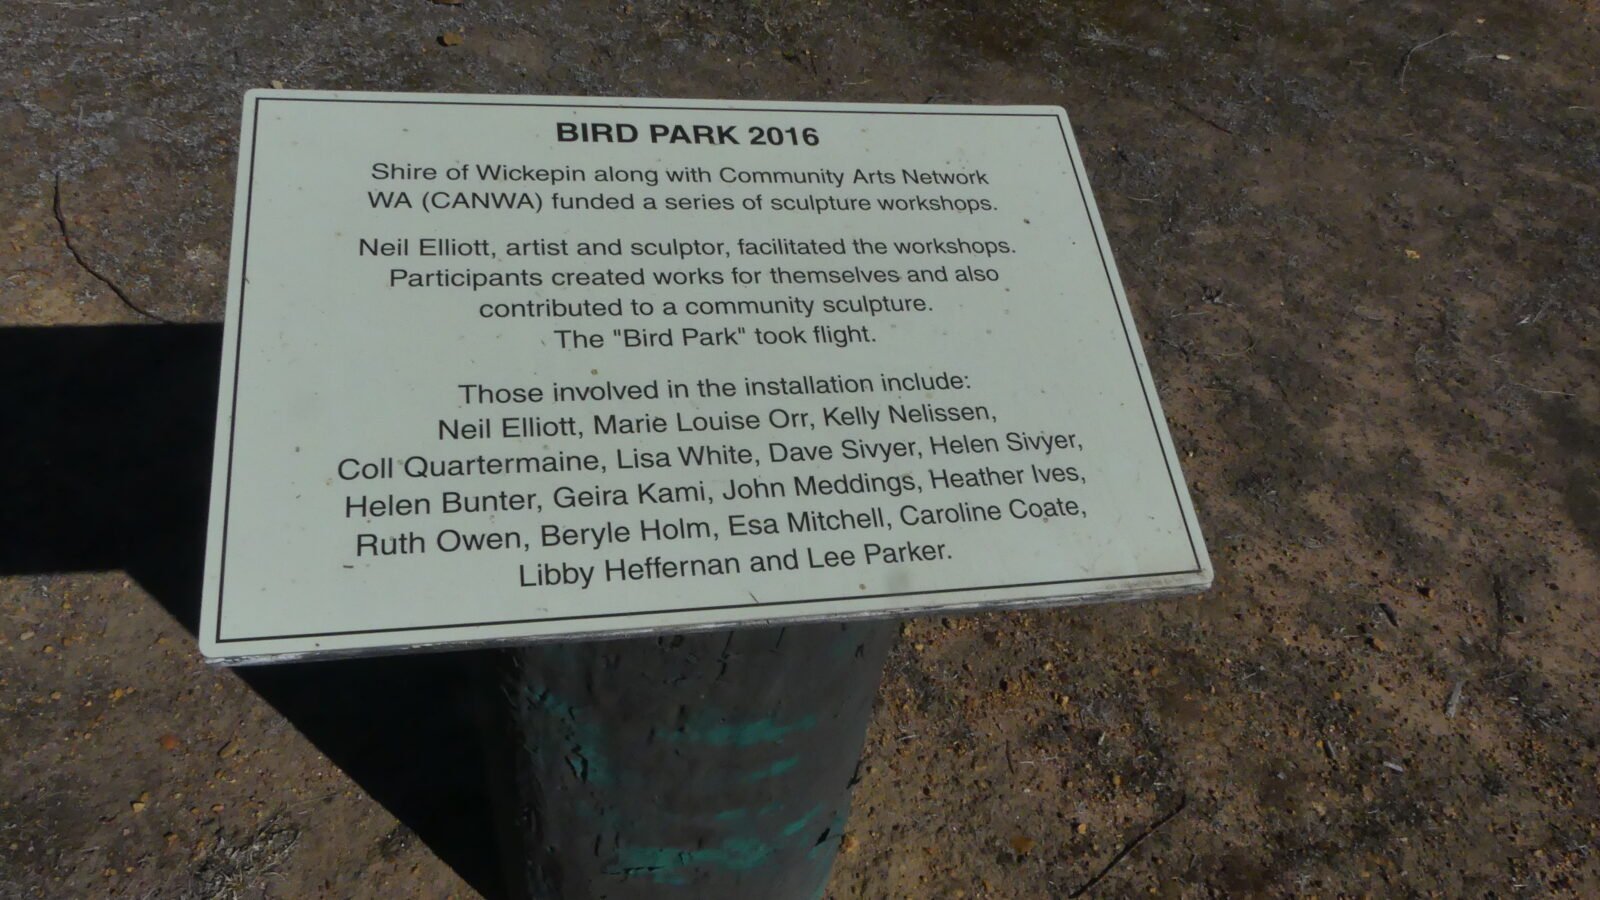 BIRD PARK 2016
Shire of Wickepin along with Community Arts Network
WA (CANWA) funded a series of sculpture workshops.
Neil Elliott, artist and sculptor, facilitated the workshops.
Participants created works for themselves and also
contributed to a community sculpture.
The "Bird Park" took flight.
Those involved in the installation include:
Neil Elliott, Marie Louise Orr, Kelly Nelissen,
Coll Quartermaine, Lisa White, Dave Sivyer, Helen Sivyer,
Helen Bunter, Geira Kami, John Meddings, Heather Ives,
Ruth Owen, Beryle Holm, Esa Mitchell, Caroline Coate,
Libby Heffernan and Lee Parker.